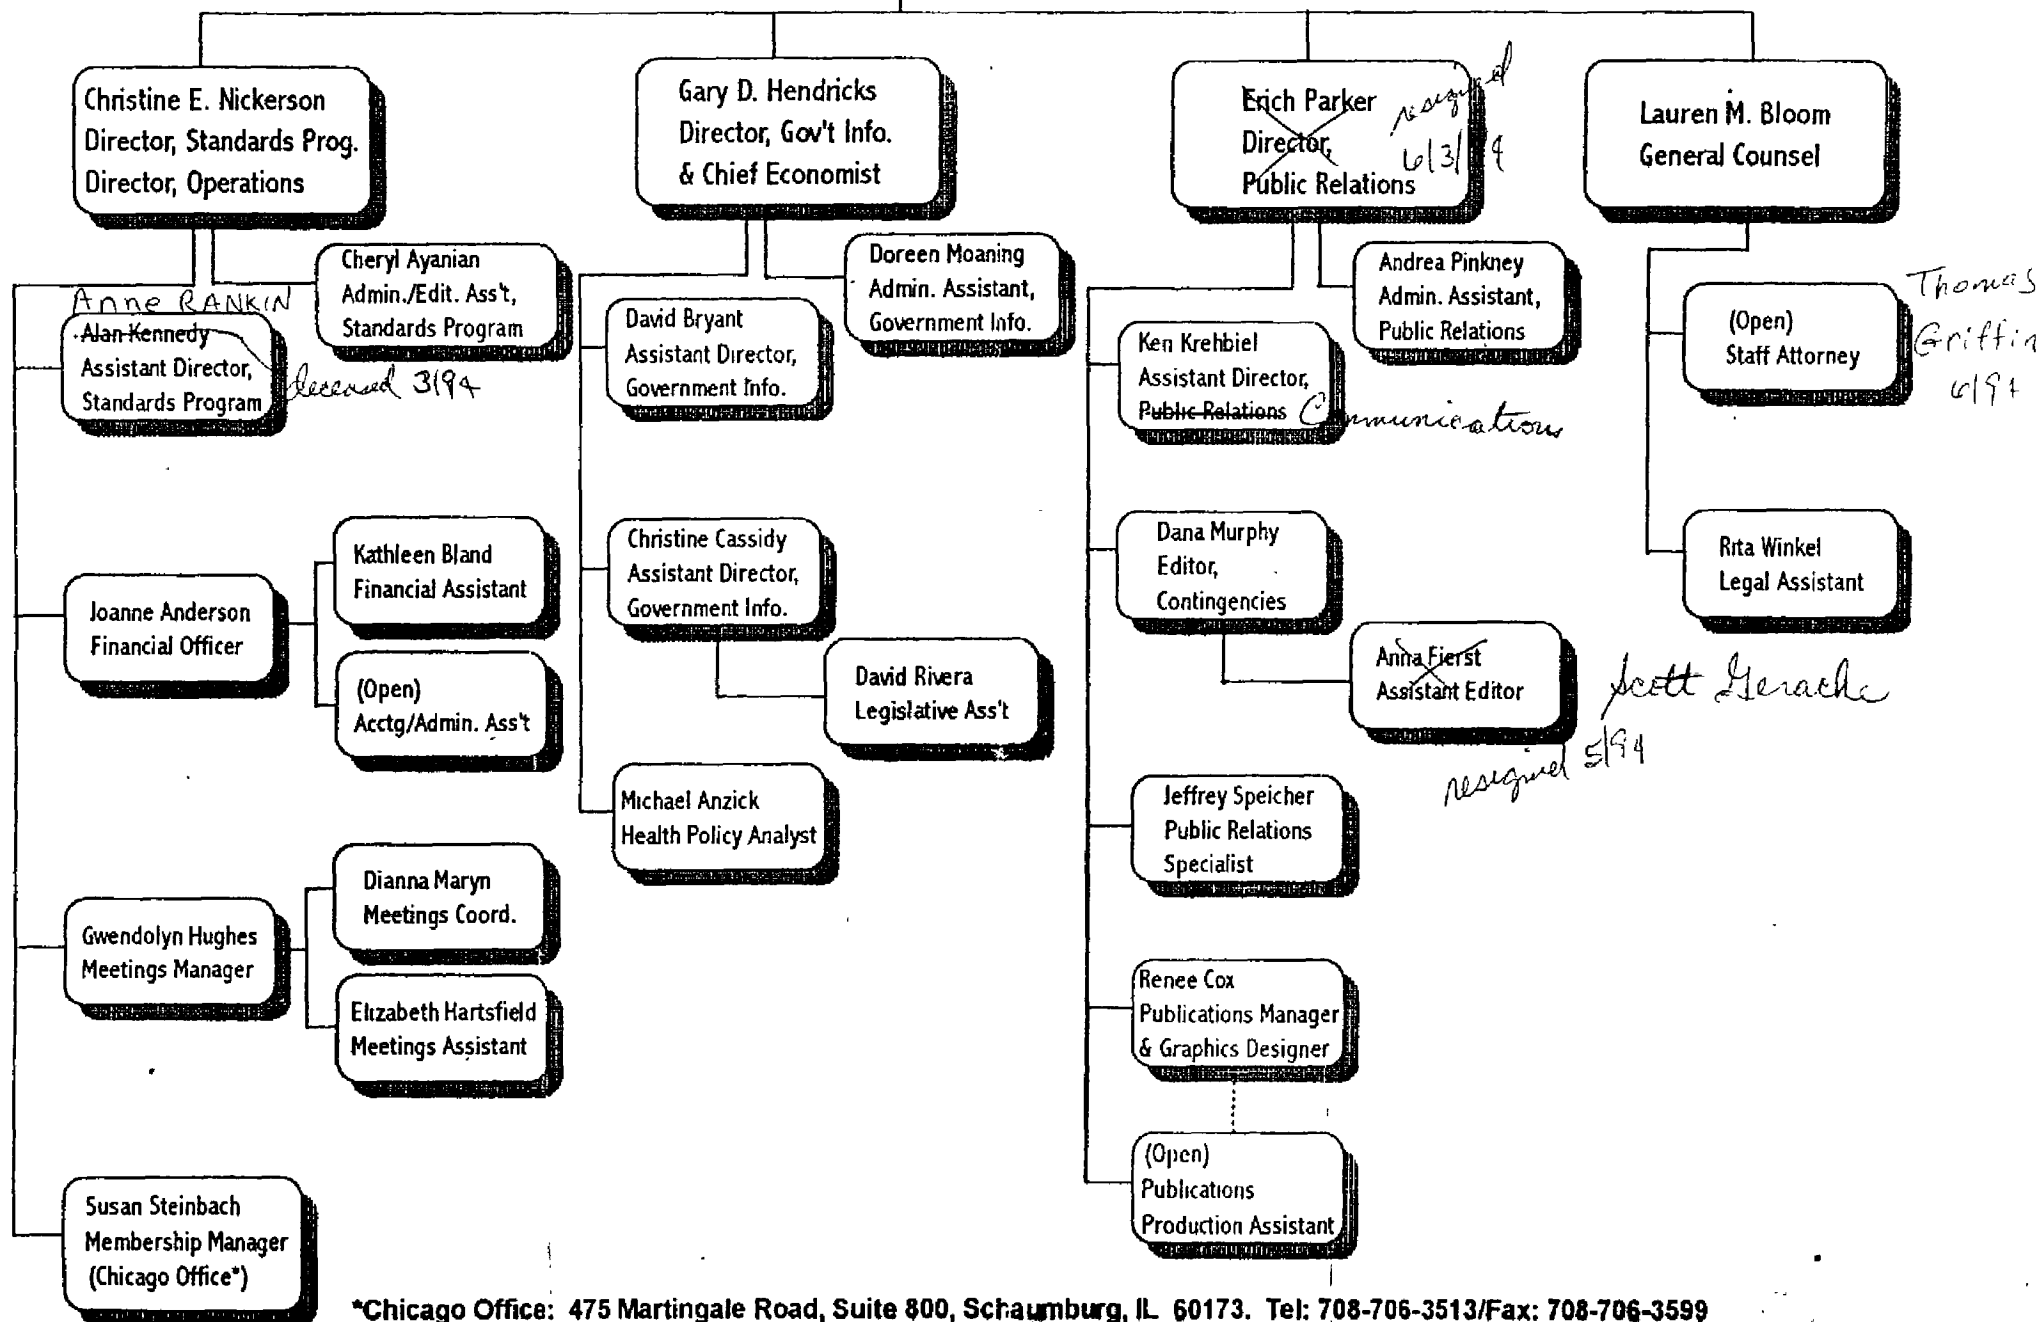 Christine E. Nickerson
Director, Standards Prog.
Director, Operations
Gary D. Hendricks
Director, Gov't Info.
& Chief Economist
Erich Parker
Director,
Public Relations
resigned
6/3/94
Lauren M. Bloom
General Counsel
Cheryl Ayanian
Admin./Edit. Ass't,
Standards Program
Anne RANKIN
Alan Kennedy
Assistant Director,
Standards Program
deceased 3/94
Joanne Anderson
Financial Officer
Kathleen Bland
Financial Assistant
(Open)
Acctg/Admin. Ass't
Gwendolyn Hughes
Meetings Manager
Dianna Maryn
Meetings Coord.
Elizabeth Hartsfield
Meetings Assistant
Susan Steinbach
Membership Manager
(Chicago Office*)
Doreen Moaning
Admin. Assistant,
Government Info.
David Bryant
Assistant Director,
Government Info.
Christine Cassidy
Assistant Director,
Government Info.
David Rivera
Legislative Ass't
Michael Anzick
Health Policy Analyst
Andrea Pinkney
Admin. Assistant,
Public Relations
Ken Krehbiel
Assistant Director,
Public Relations
Communications
Dana Murphy
Editor,
Contingencies
Anna Fierst
Assistant Editor
Scott
resigned 5/94
Jeffrey Speicher
Public Relations
Specialist
Renee Cox
Publications Manager
& Graphics Designer
(Open)
Publications
Production Assistant
(Open)
Staff Attorney
Thomas
Griffin
6/94
Rita Winkel
Legal Assistant
*Chicago Office: 475 Martingale Road, Suite 800, Schaumburg, IL 60173. Tel: 708-706-3513/Fax: 708-706-3599